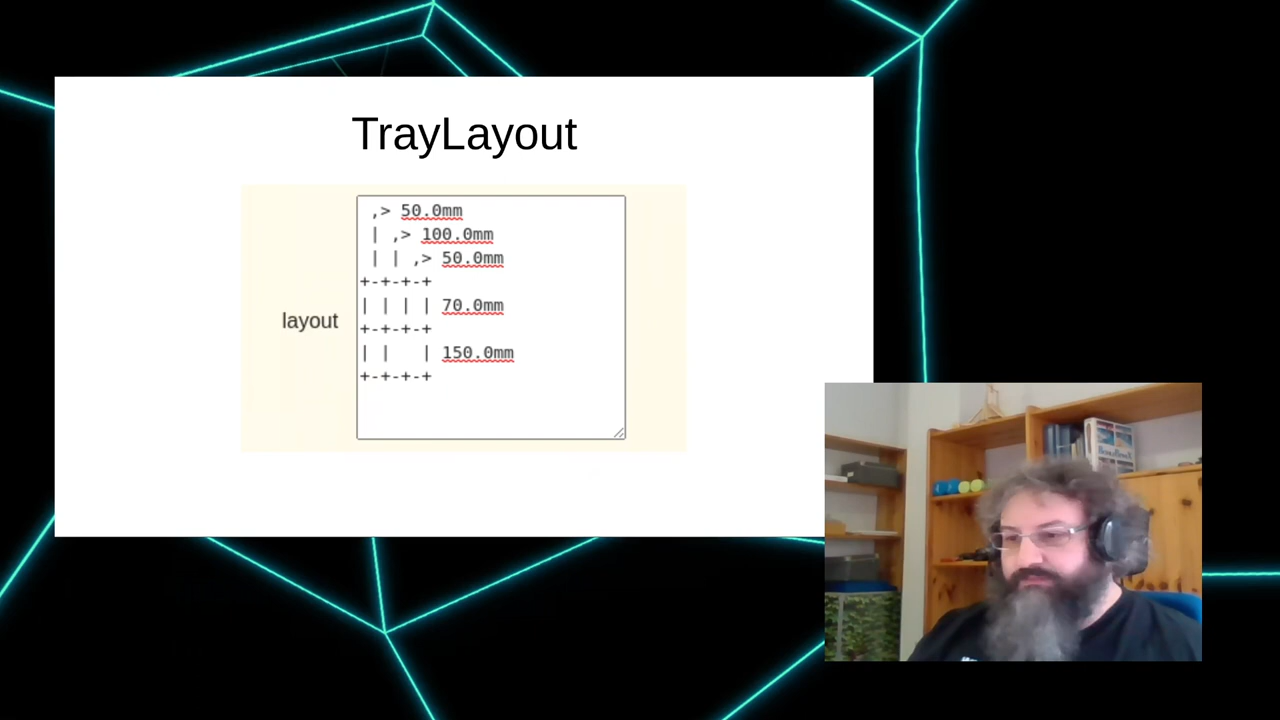 TrayLayout
layout
 ,> 50.0mm
 | ,> 100.0mm
 | | ,> 50.0mm
+-+-+-+
| | | | 70.0mm
+-+-+-+
| |   | 150.0mm
+-+-+-+